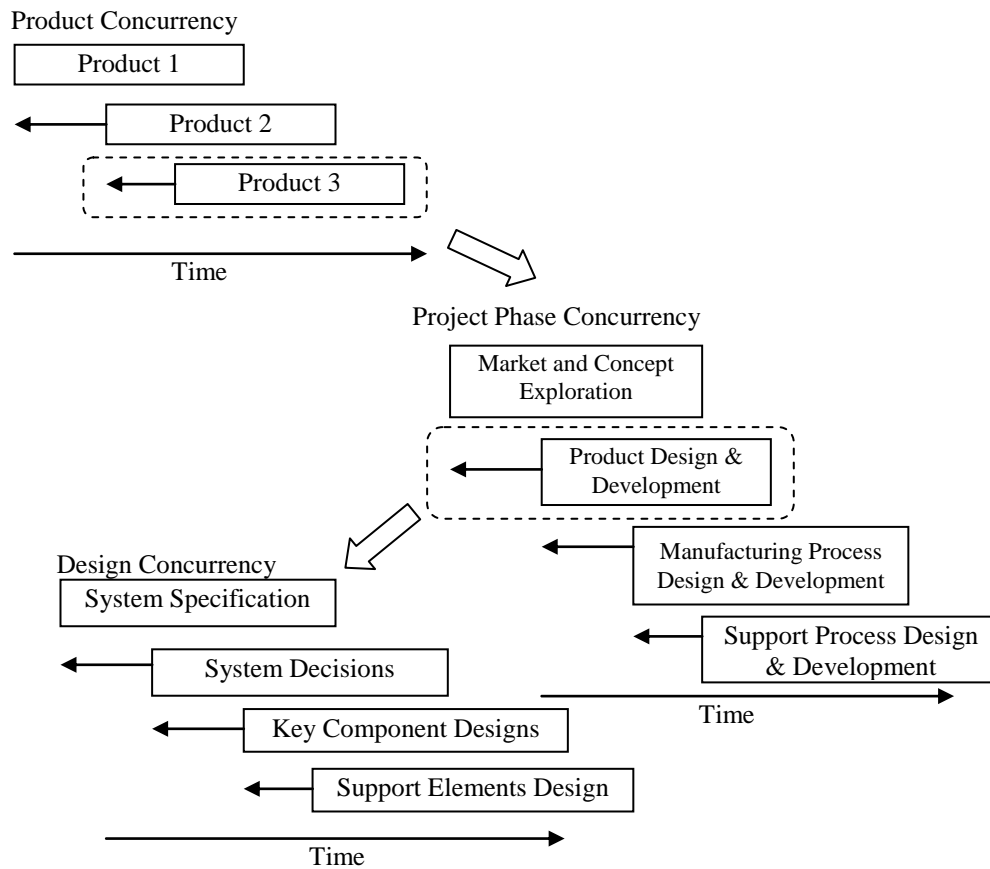 Product Concurrency
Product 1
Product 2
Product 3
Time
Project Phase Concurrency
Market and Concept
Exploration
Product Design &
Development
Manufacturing Process
Design & Development
Support Process Design
& Development
Time
Design Concurrency
System Specification
System Decisions
Key Component Designs
Support Elements Design
Time